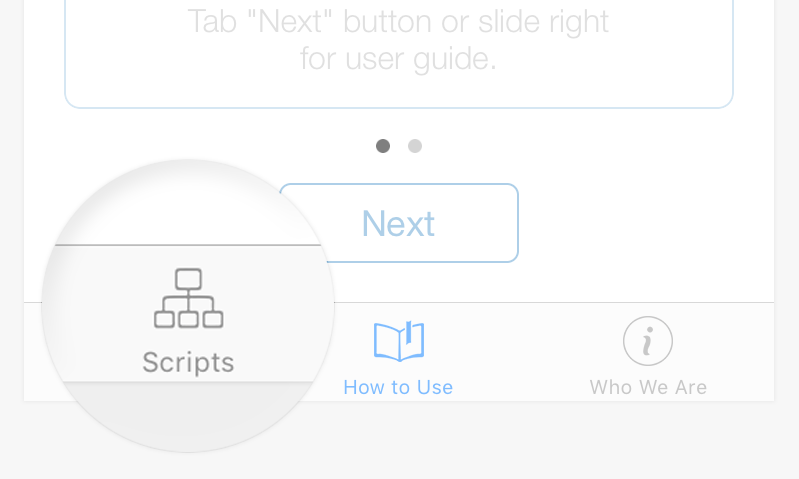 Tab "Next" button or slide right
for user guide.
Next
Scripts
How to Use
Who We Are